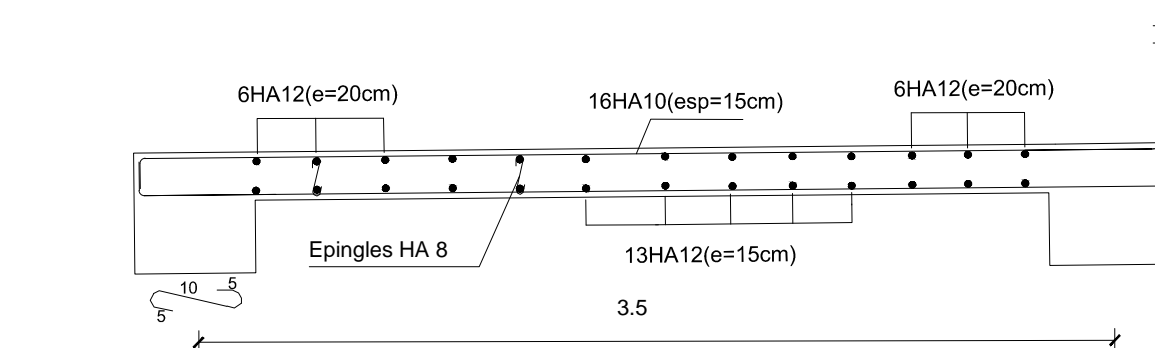 6HA12(e=20cm)
16HA10(esp=15cm)
6HA12(e=20cm)
Epingles HA 8
13HA12(e=15cm)
10
5
5
3.5